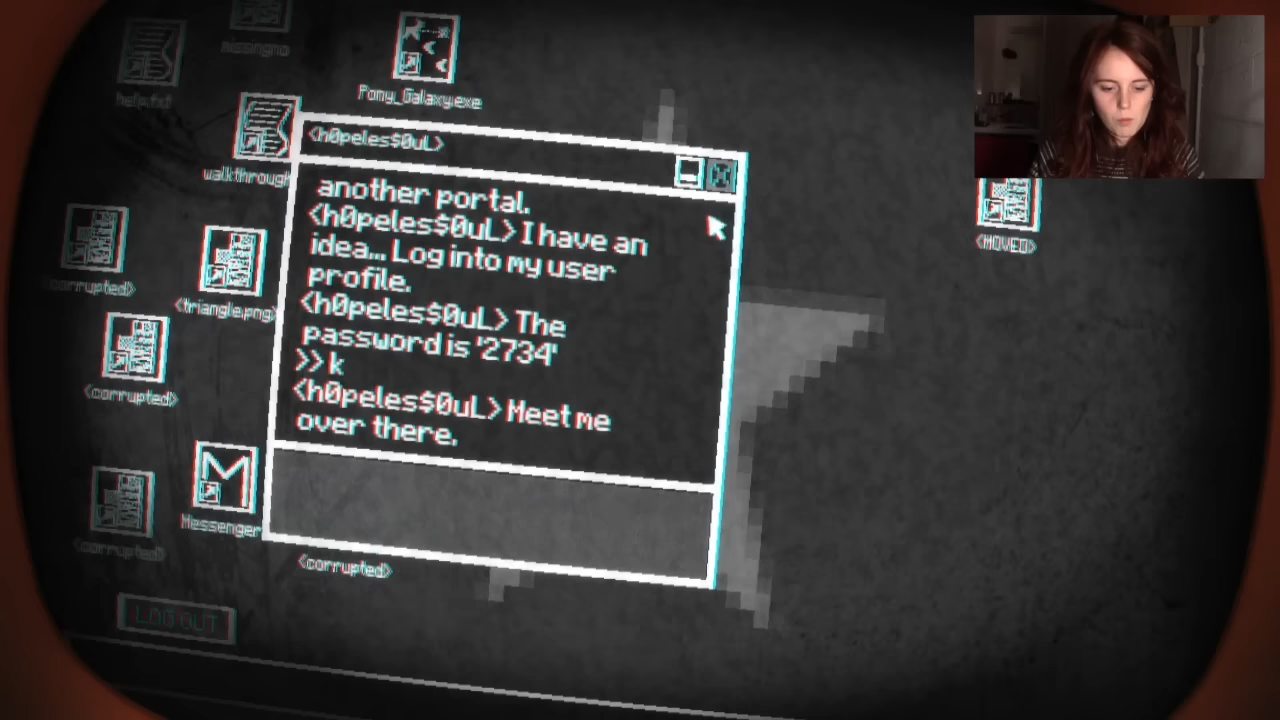 missingno
help.txt
Pony_Galaxy.exe
<h0peles$0uL>
walkthrough
another portal.
<h0peles$0uL> I have an
idea... Log into my user
profile.
<h0peles$0uL> The
password is '2734'
>> k
<h0peles$0uL> Meet me
over there.
<MOVED>
<corrupted>
<triangle.png>
<corrupted>
M
Messenger
<corrupted>
<corrupted>
LOG OUT